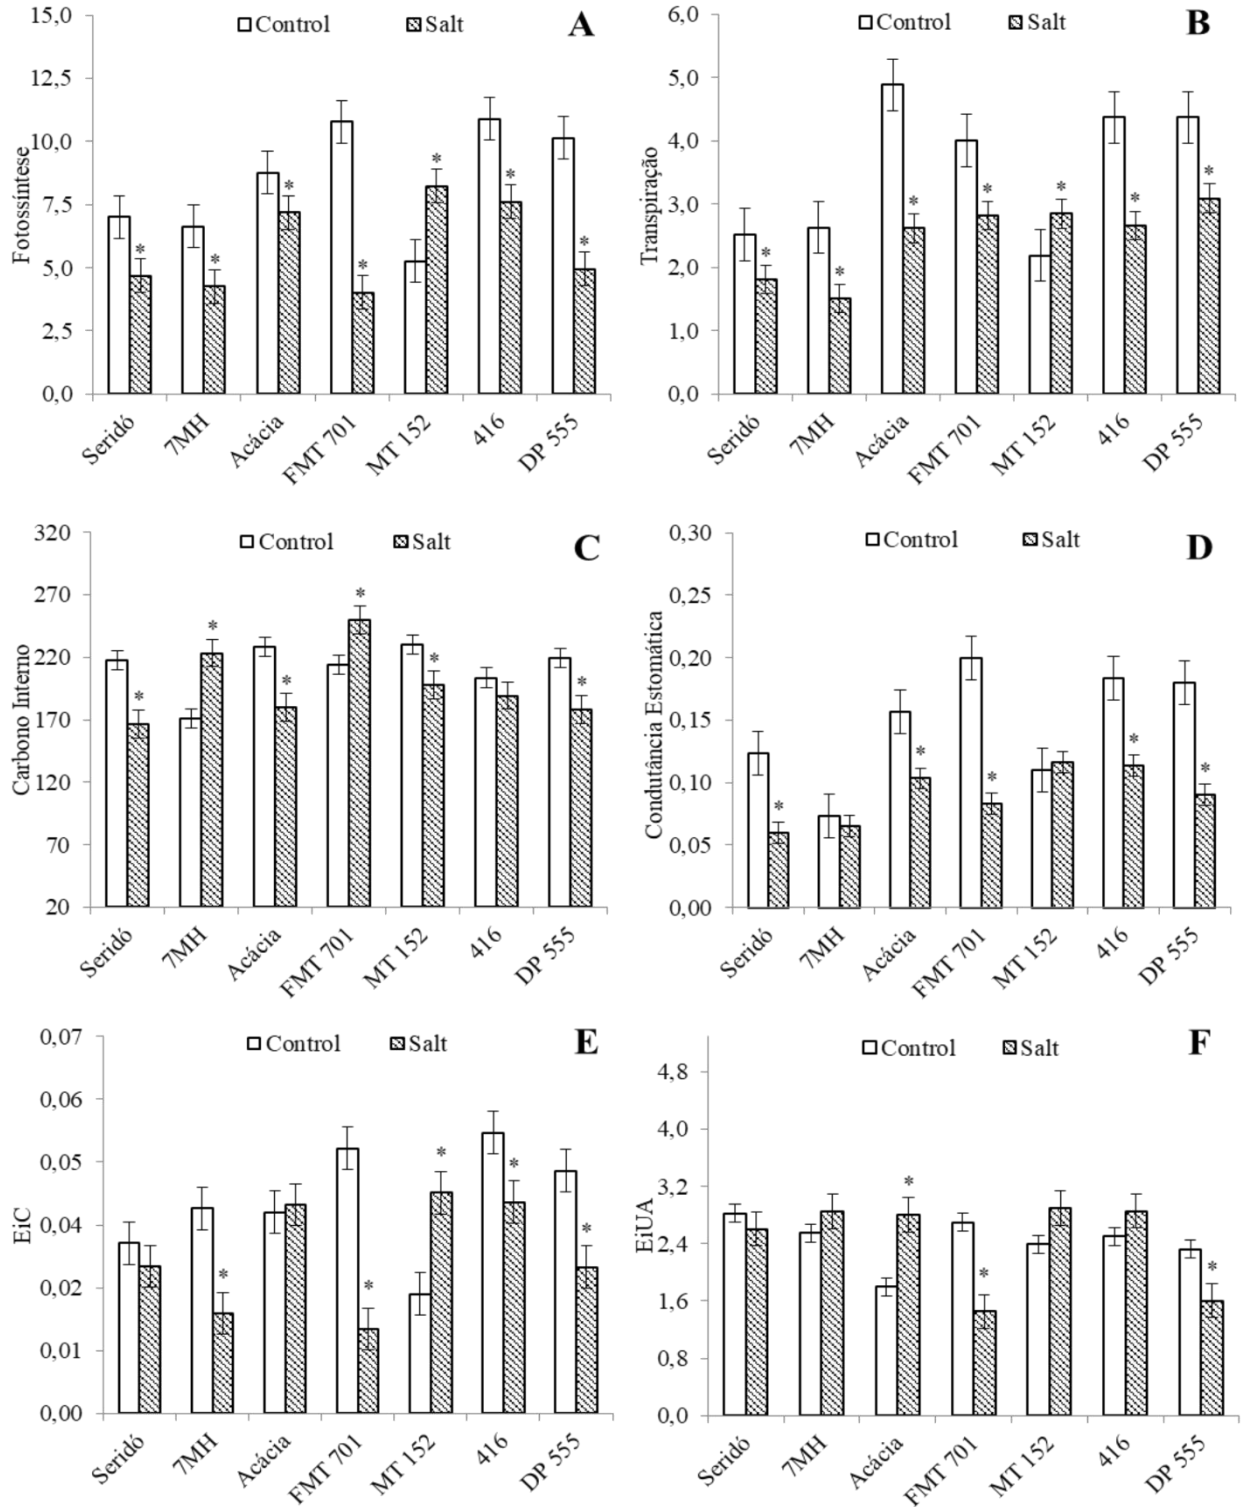 Control Salt A
15,0
12,5
10,0
7,5
5,0
2,5
0,0
Fotossíntese
* * * * * * *
Seridó 7MH Acácia FMT 701 MT 152 416 DP 555
Control Salt B
6,0
5,0
4,0
3,0
2,0
1,0
0,0
Transpiração
* * * * * * *
Seridó 7MH Acácia FMT 701 MT 152 416 DP 555
Control Salt C
320
270
220
170
120
70
20
Carbono Interno
* * * * * *
Seridó 7MH Acácia FMT 701 MT 152 416 DP 555
Control Salt D
0,30
0,25
0,20
0,15
0,10
0,05
0,00
Condutância Estomática
* * * * *
Seridó 7MH Acácia FMT 701 MT 152 416 DP 555
Control Salt E
0,07
0,06
0,05
0,04
0,02
0,01
0,00
EiC
* * * * *
Seridó 7MH Acácia FMT 701 MT 152 416 DP 555
Control Salt F
4,8
4,0
3,2
2,4
1,6
0,8
0,0
EiUA
* * *
Seridó 7MH Acácia FMT 701 MT 152 416 DP 555